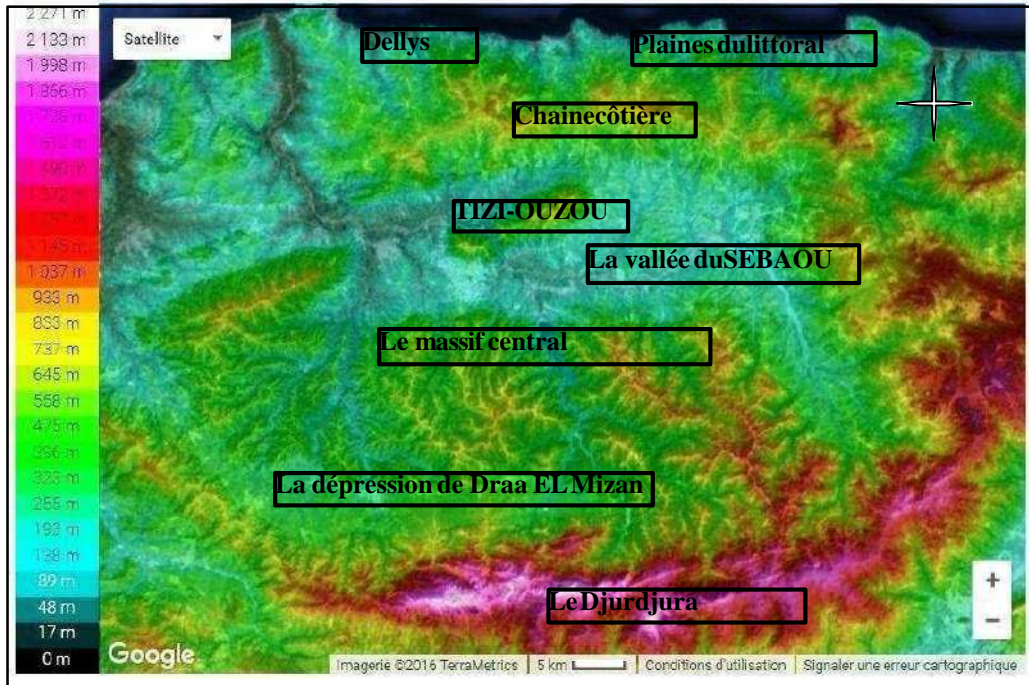 2 271 m
2 133 m
1 998 m
1 866 m
Satellite
Dellys
Plaines dulittoral
Chainecôtière
TIZI-OUZOU
La vallée duSEBAOU
1 037 m
933 m
833 m
737 m
645 m
558 m
475 m
396 m
323 m
255 m
193 m
138 m
89 m
48 m
17 m
0 m
Le massif central
La dépression de Draa EL Mizan
LeDjurdjura
+
−
Google
Imagerie ©2016 TerraMetrics
5 km
Conditions d'utilisation
Signaler une erreur cartographique